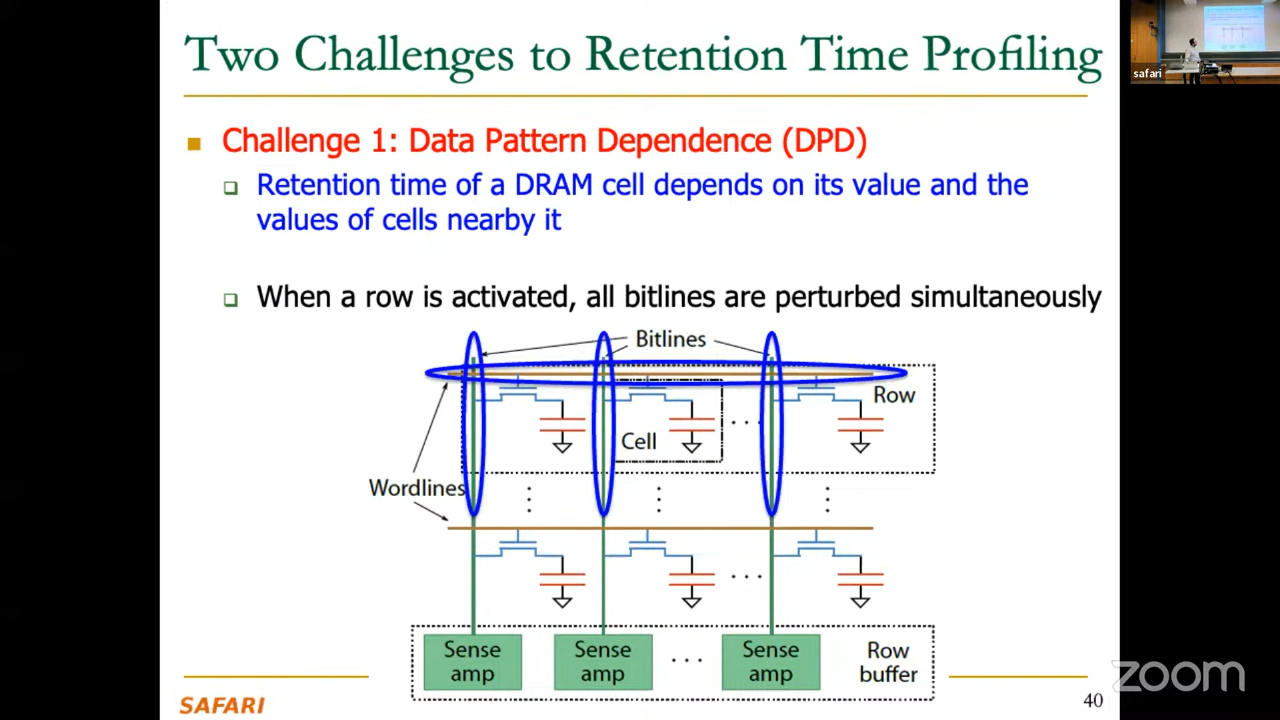 Two Challenges to Retention Time Profiling
safari
Challenge 1: Data Pattern Dependence (DPD)
Retention time of a DRAM cell depends on its value and the
values of cells nearby it
When a row is activated, all bitlines are perturbed simultaneously
Bitlines
Row
Cell
Wordlines
Sense
amp
Sense
amp
Sense
amp
Row
buffer
SAFARI
40
zoom